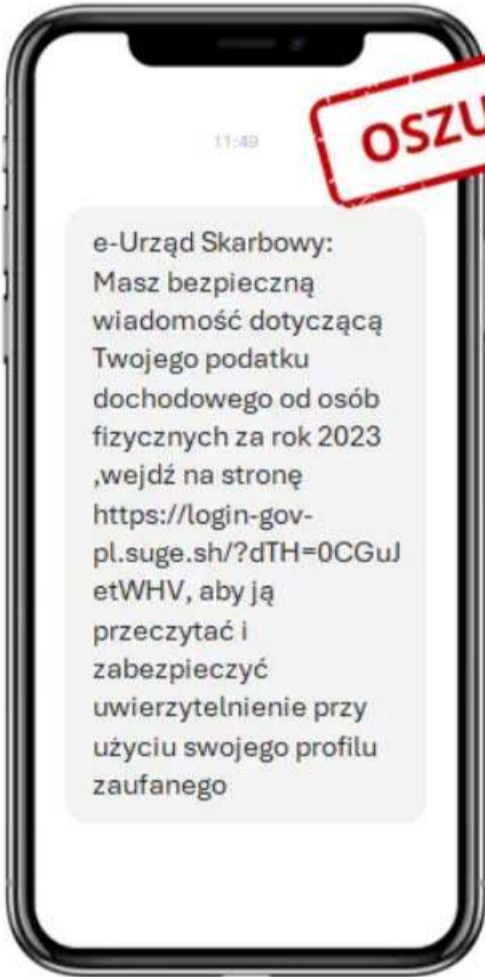 11:49
OSZU
e-Urząd Skarbowy:
Masz bezpieczną
wiadomość dotyczącą
Twojego podatku
dochodowego od osób
fizycznych za rok 2023
,wejdź na stronę
https://login-gov-
pl.suge.sh/?dTH=0CGuJ
etWHV, aby ją
przeczytać i
zabezpieczyć
uwierzytelnienie przy
użyciu swojego profilu
zaufanego